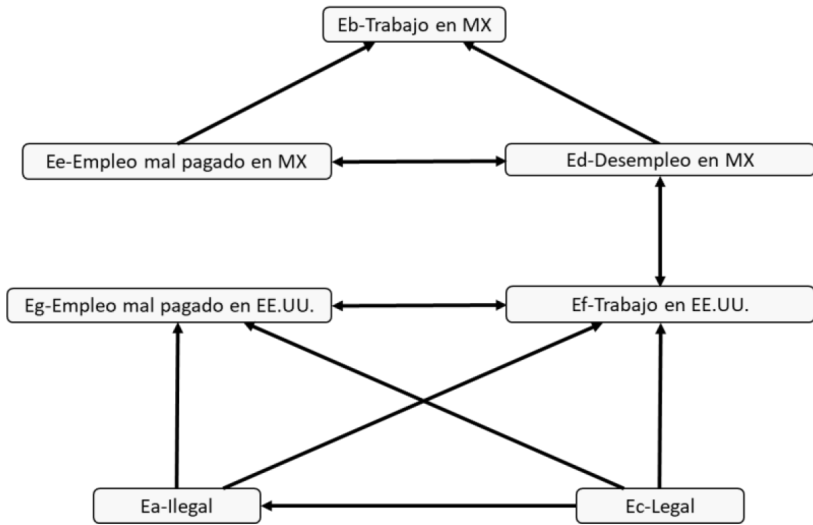 Eb-Trabajo en MX
Ee-Empleo mal pagado en MX
Ed-Desempleo en MX
Eg-Empleo mal pagado en EE.UU.
Ef-Trabajo en EE.UU.
Ea-Ilegal
Ec-Legal